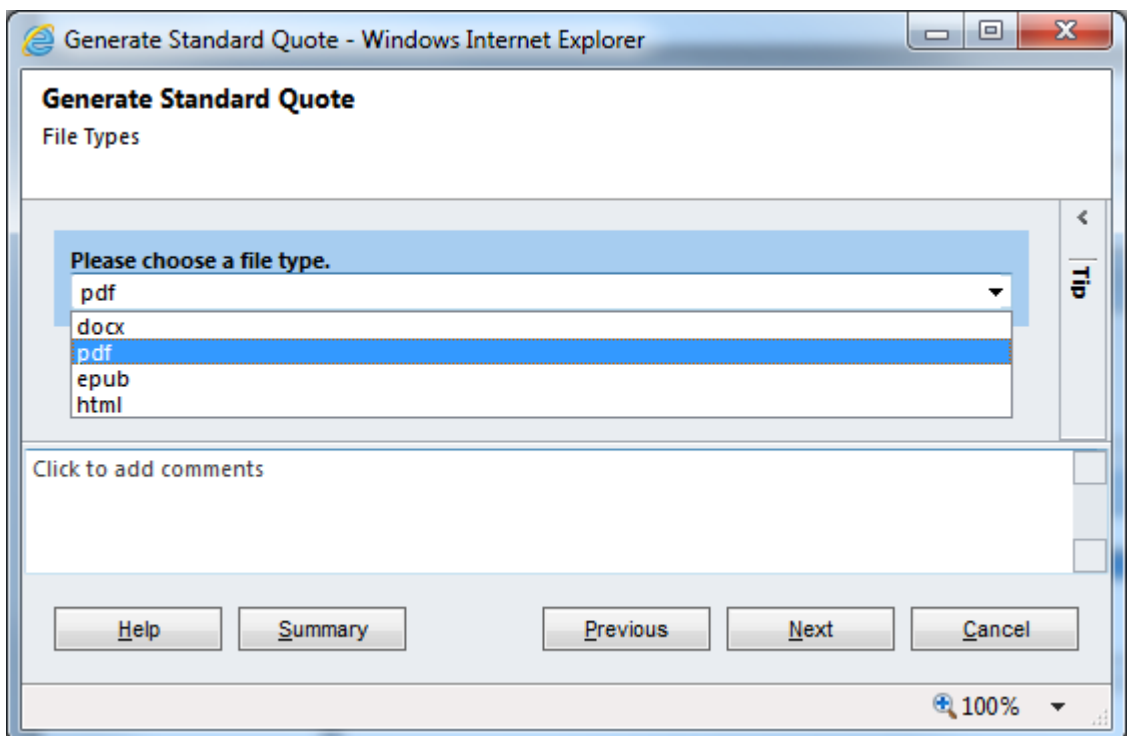 Generate Standard Quote - Windows Internet Explorer
Generate Standard Quote
File Types
Please choose a file type.
pdf
docx
pdf
epub
html
Tip
Click to add comments
Help Summary Previous Next Cancel
100%